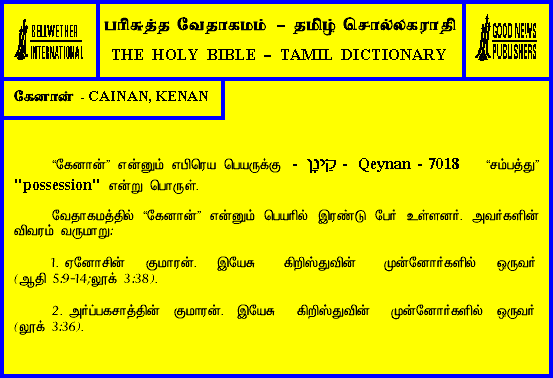 BELLWETHER
INTERNATIONAL
பரிசுத்த வேதாகமம் – தமிழ் சொல்லகராதி
THE HOLY BIBLE – TAMIL DICTIONARY
GOOD NEWS
PUBLISHERS
கேனான் - CAINAN, KENAN
“கேனான்” என்னும் எபிரெய பெயருக்கு - קֵינָן - Qeynan - 7018 “சம்பத்து”
"possession" என்று பொருள்.
வேதாகமத்தில் “கேனான்” என்னும் பெயரில் இரண்டு பேர் உள்ளனர். அவர்களின்
விவரம் வருமாறு:
1. ஏனோசின் குமாரன். இயேசு கிறிஸ்துவின் முன்னோர்களில் ஒருவர்
(ஆதி 5:9-14;லூக் 3:38).
2. அர்ப்பகசாத்தின் குமாரன். இயேசு கிறிஸ்துவின் முன்னோர்களில் ஒருவர்
(லூக் 3:36).